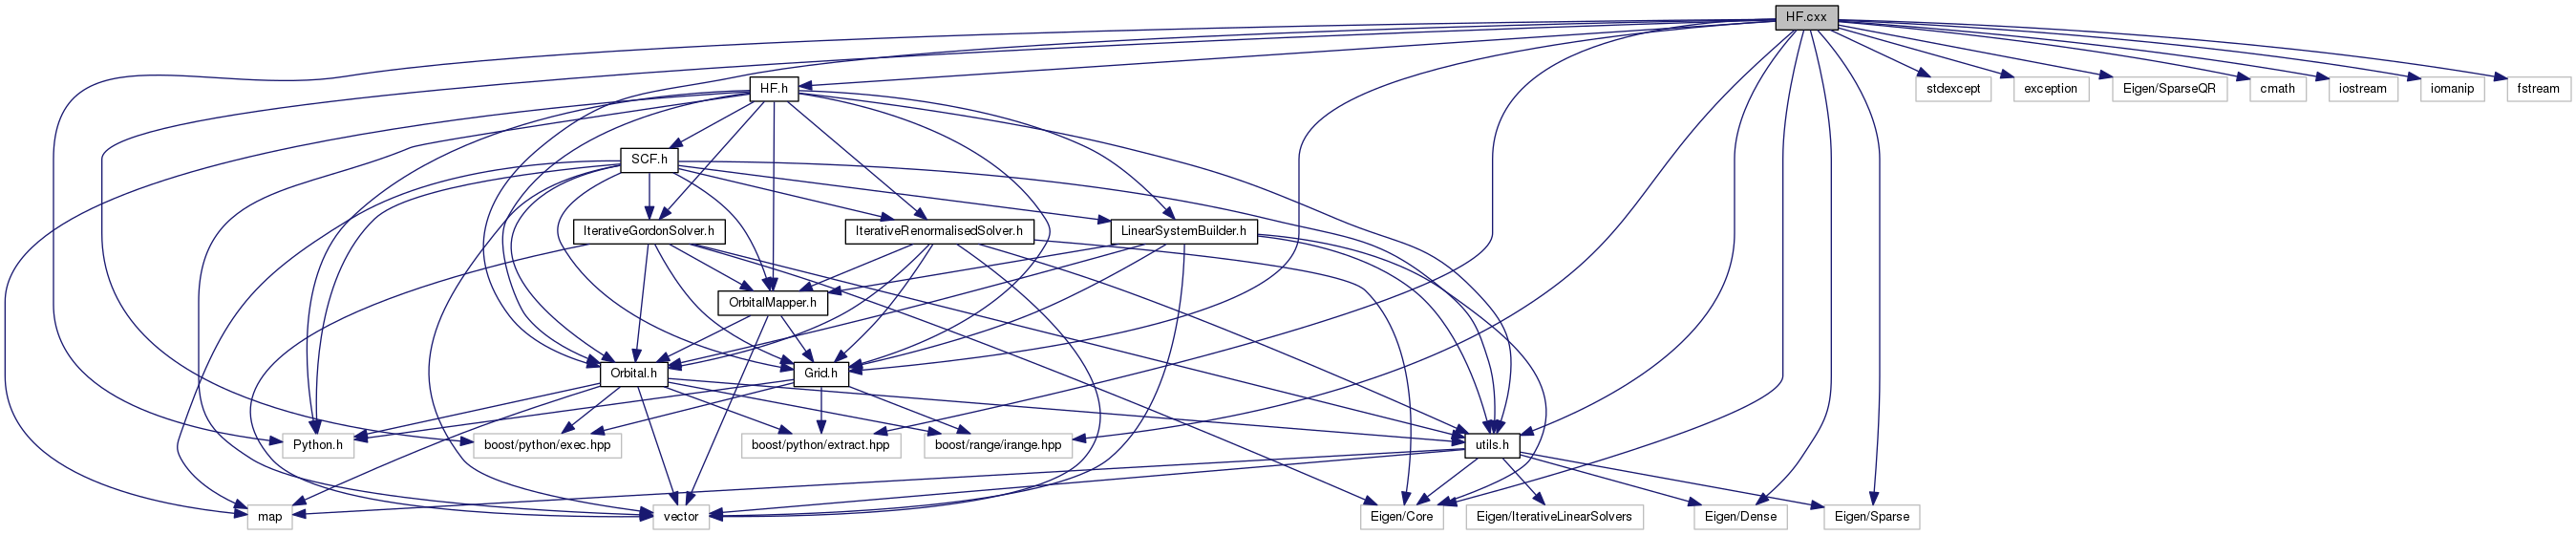 HF.cxx
HF.h
stdexcept
exception
Eigen/SparseQR
cmath
iostream
iomanip
fstream
SCF.h
IterativeGordonSolver.h
IterativeRenormalisedSolver.h
LinearSystemBuilder.h
OrbitalMapper.h
Orbital.h
Grid.h
Python.h
boost/python/exec.hpp
boost/python/extract.hpp
boost/range/irange.hpp
utils.h
map
vector
Eigen/Core
Eigen/IterativeLinearSolvers
Eigen/Dense
Eigen/Sparse